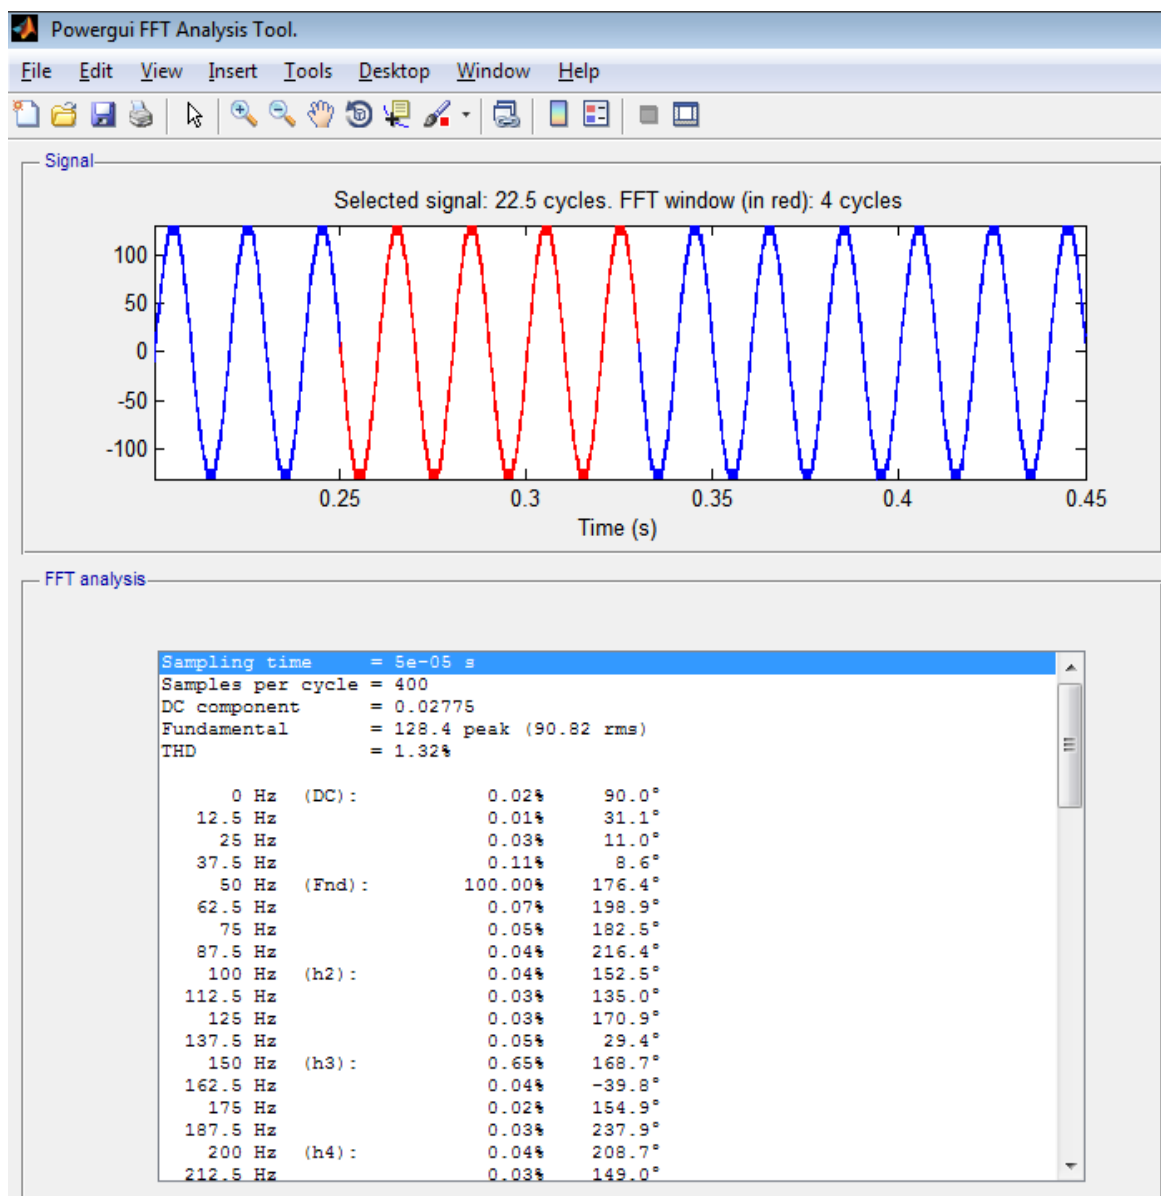 Powergui FFT Analysis Tool.
File Edit View Insert Tools Desktop Window Help
Signal
Selected signal: 22.5 cycles. FFT window (in red): 4 cycles
100
50
0
-50
-100
0.25 0.3 0.35 0.4 0.45
Time (s)
FFT analysis
Sampling time = 5e-05 s
Samples per cycle = 400
DC component = 0.02775
Fundamental = 128.4 peak (90.82 rms)
THD = 1.32%
0 Hz (DC): 0.02% 90.0°
12.5 Hz 0.01% 31.1°
25 Hz 0.03% 11.0°
37.5 Hz 0.11% 8.6°
50 Hz (Fnd): 100.00% 176.4°
62.5 Hz 0.07% 198.9°
75 Hz 0.05% 182.5°
87.5 Hz 0.04% 216.4°
100 Hz (h2): 0.04% 152.5°
112.5 Hz 0.03% 135.0°
125 Hz 0.03% 170.9°
137.5 Hz 0.05% 29.4°
150 Hz (h3): 0.65% 168.7°
162.5 Hz 0.04% -39.8°
175 Hz 0.02% 154.9°
187.5 Hz 0.03% 237.9°
200 Hz (h4): 0.04% 208.7°
212.5 Hz 0.03% 149.0°